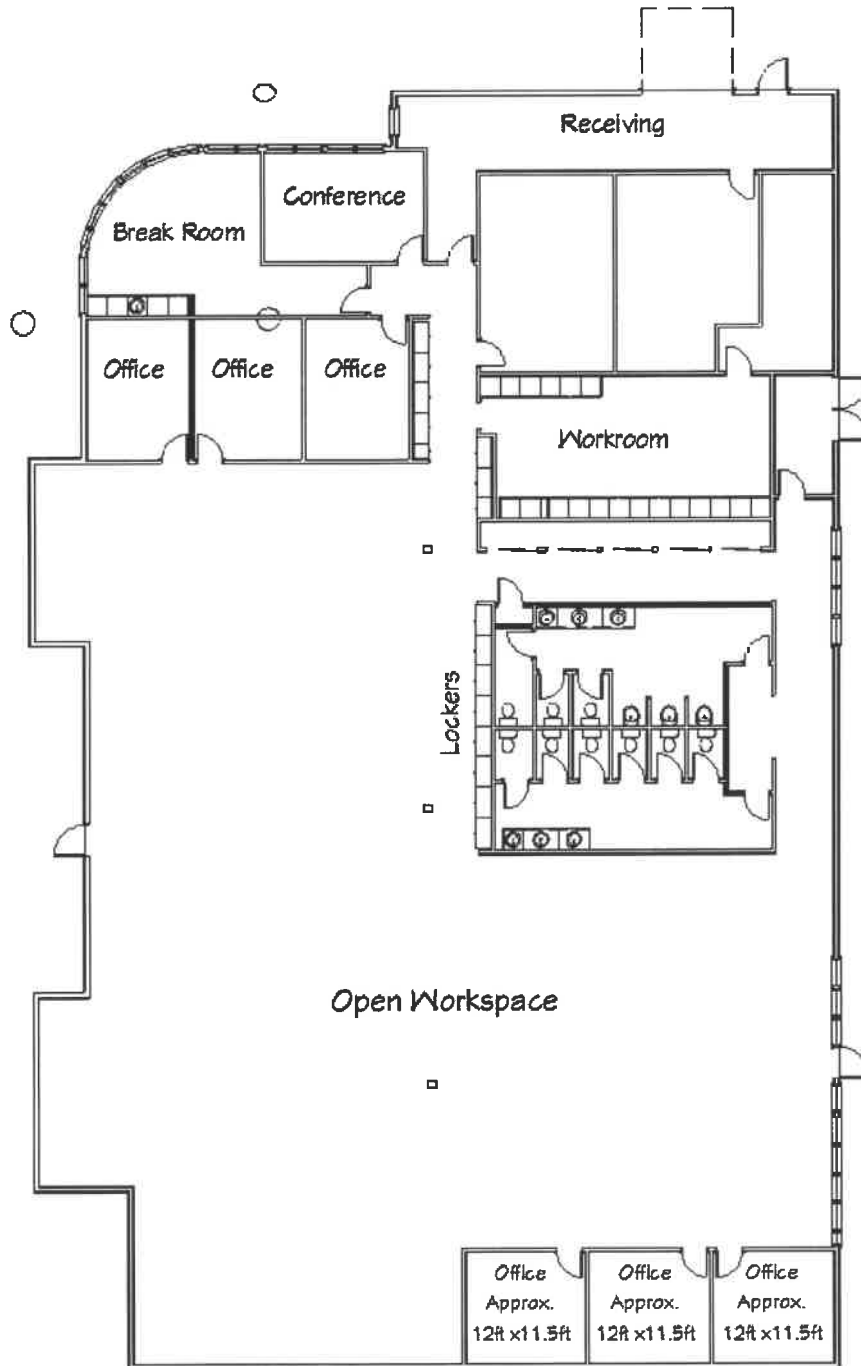 Receiving
Conference
Break Room
Office
Office
Office
Workroom
Lockers
Open Workspace
Office
Approx.
12ft x11.5ft
Office
Approx.
12ft x11.5ft
Office
Approx.
12ft x11.5ft